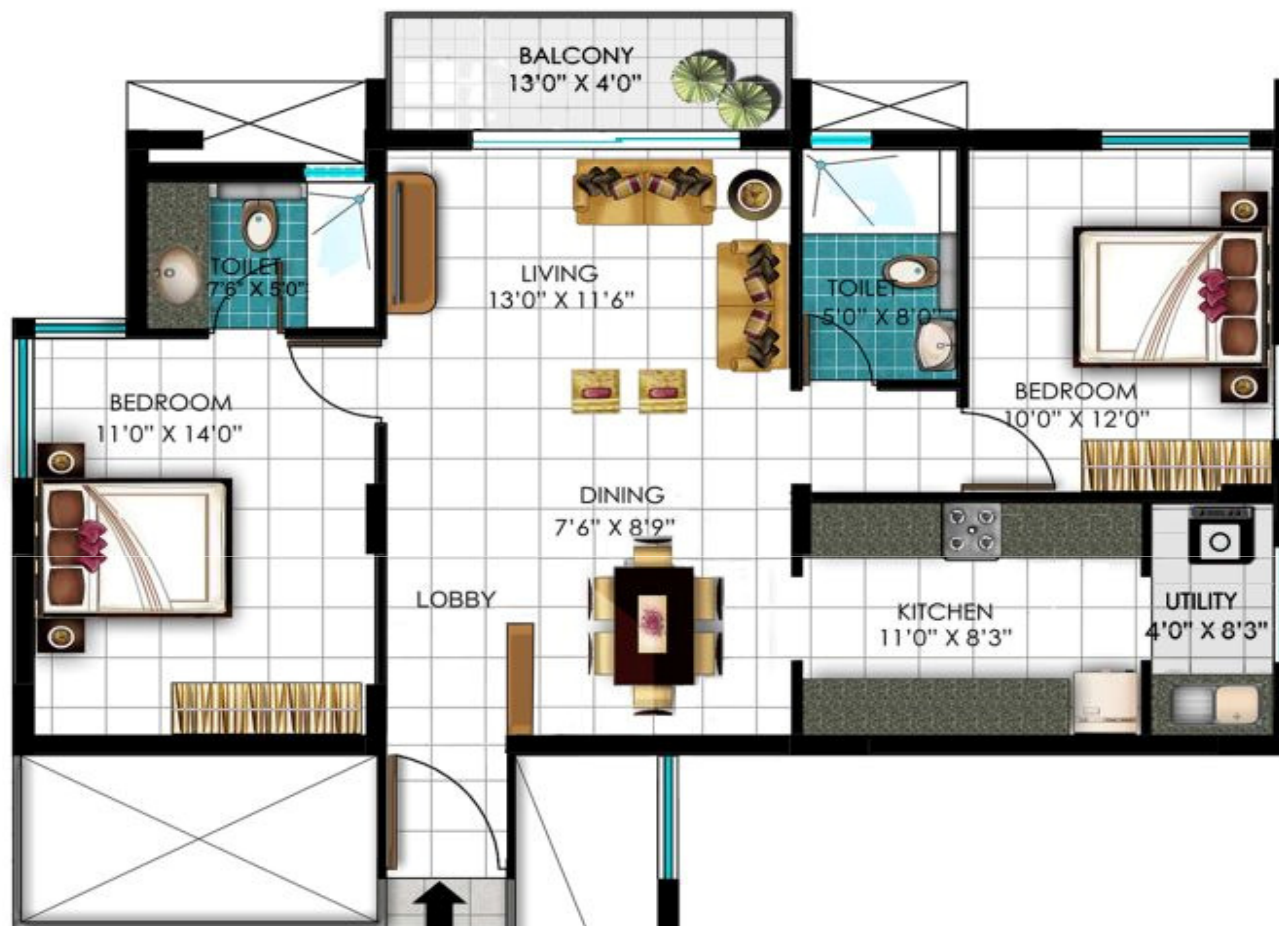 BALCONY
13'0" X 4'0"
TOILET
7'6" X 5'0"
LIVING
13'0" X 11'6"
TOILET
5'0" X 8'0"
BEDROOM
11'0" X 14'0"
BEDROOM
10'0" X 12'0"
DINING
7'6" X 8'9"
LOBBY
KITCHEN
11'0" X 8'3"
UTILITY
4'0" X 8'3"